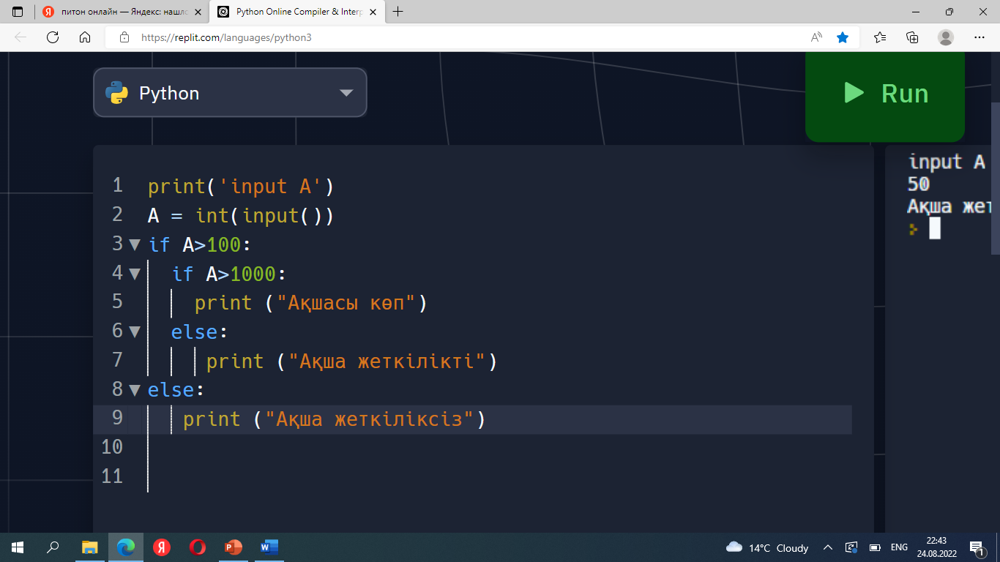 питон онлайн — Яндекс: нашло
Python Online Compiler & Interp
https://replit.com/languages/python3
Python
Run
1 print('input A')
2 A = int(input())
3 if A>100:
4 if A>1000:
5 print ("Ақшасы көп")
6 else:
7 print ("Ақша жеткілікті")
8 else:
9 print ("Ақша жеткіліксіз")
10
11
input A
50
Ақша жет
14°C Cloudy
ENG
22:43
24.08.2022
1